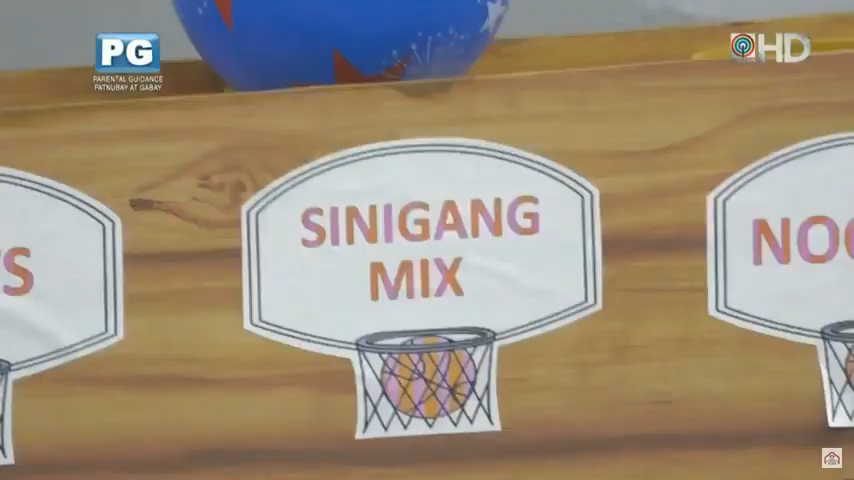 PG
PARENTAL GUIDANCE
PATNUBAY AT GABAY
HD
SINIGANG
MIX